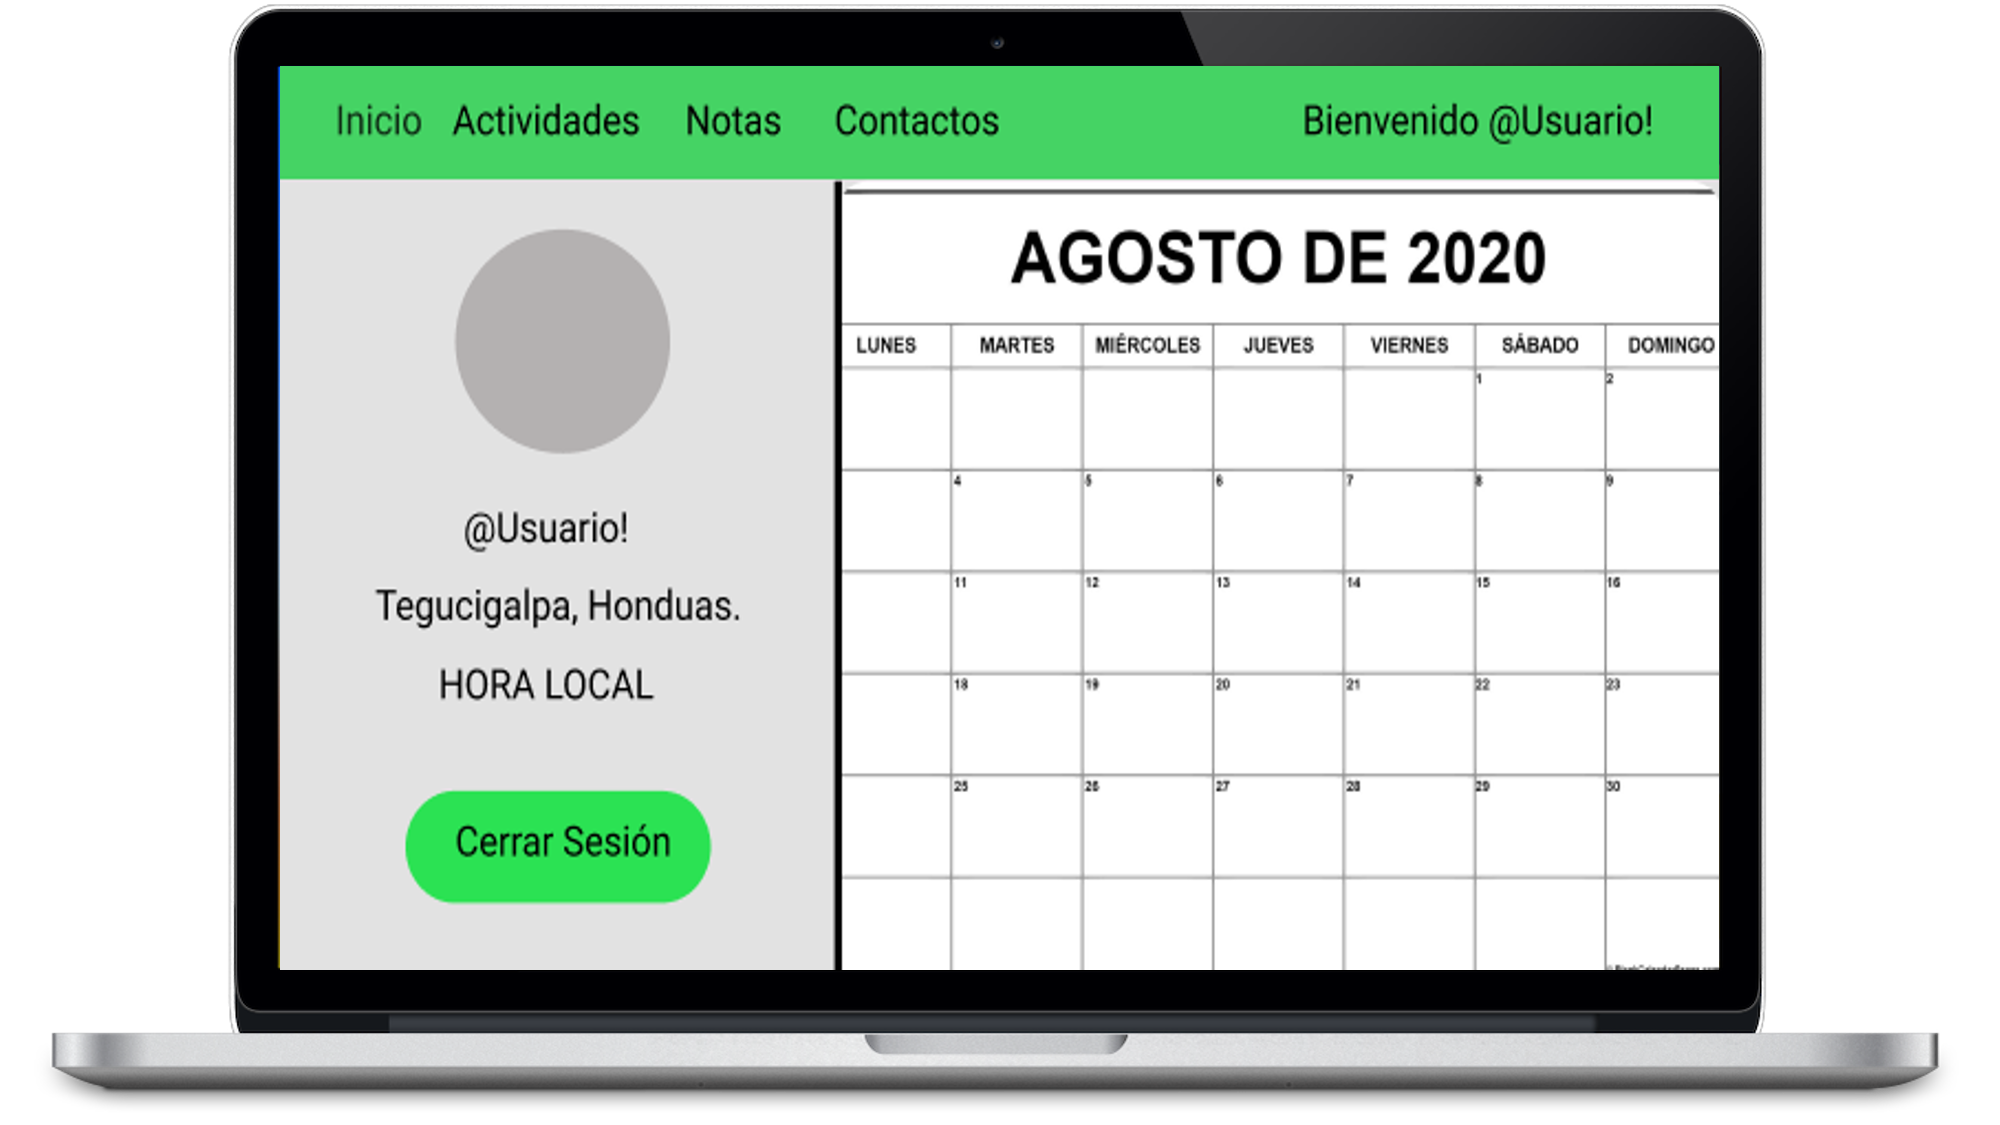 Inicio Actividades Notas Contactos Bienvenido @Usuario!
@Usuario!
Tegucigalpa, Honduas.
HORA LOCAL
Cerrar Sesión
AGOSTO DE 2020
LUNES MARTES MIÉRCOLES JUEVES VIERNES SÁBADO DOMINGO
1 2
4 5 6 7 8 9
11 12 13 14 15 16
18 19 20 21 22 23
25 26 27 28 29 30